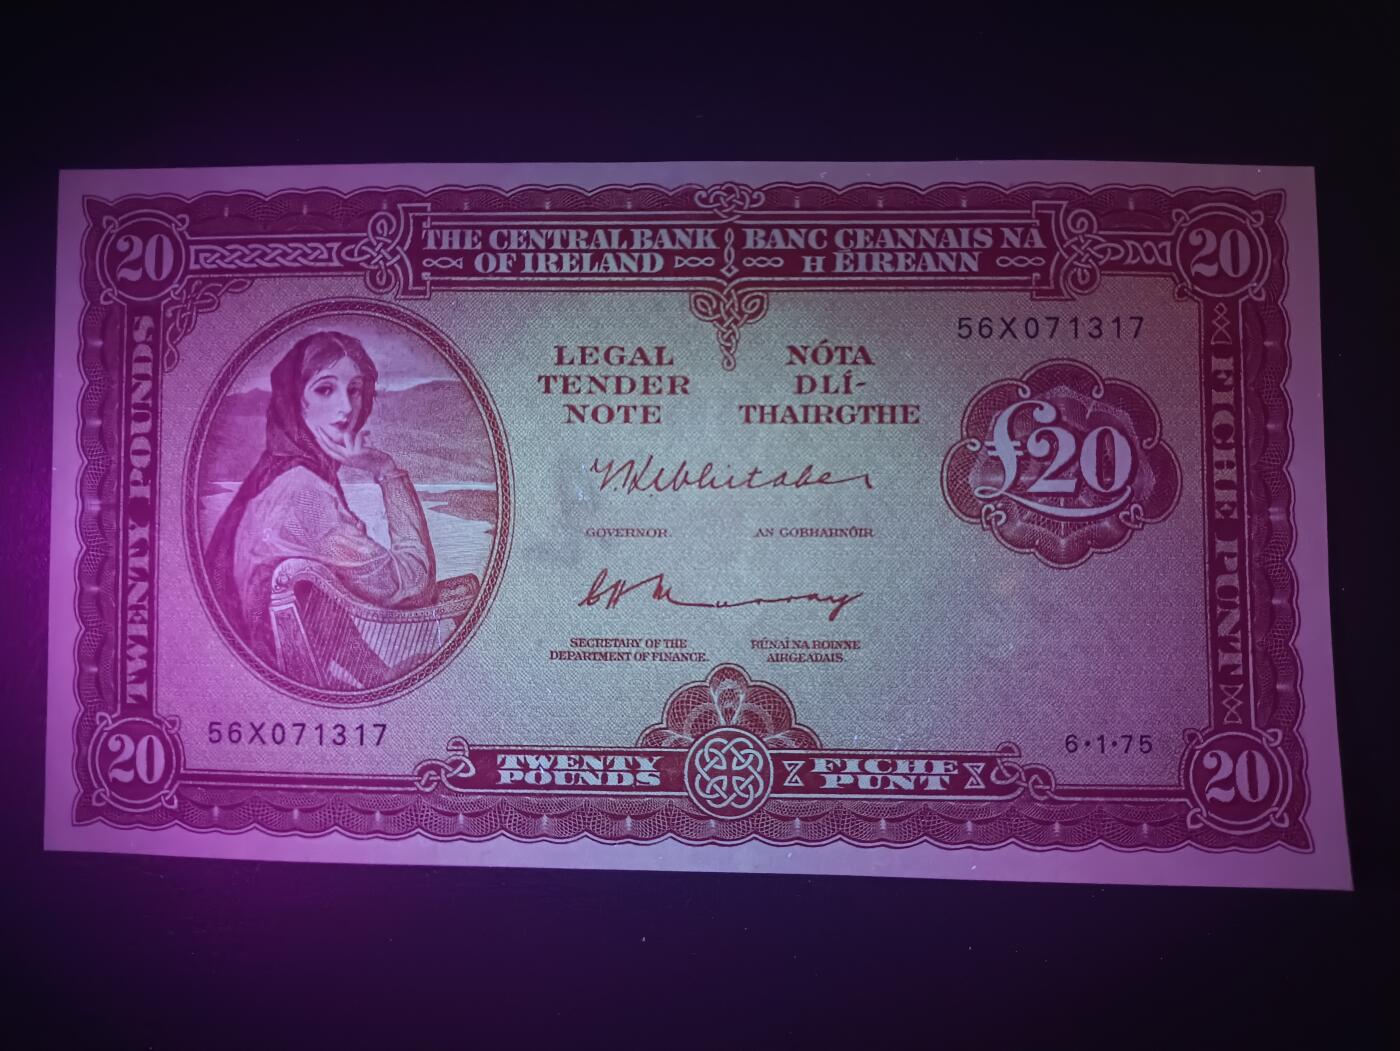 THE CENTRAL BANK
OF IRELAND
BANC CEANNAIS NA
H ÉIREANN
20
20
56X071317
LEGAL
TENDER
NOTE
NÓTA
DLÍ-
THAIRGTHE
£20
TWENTY POUNDS
FICHE PUNT
T.K. Whitaker
GOVERNOR.
AN GOBHARNÓIR
C H Murray
SECRETARY OF THE
DEPARTMENT OF FINANCE.
RÚNAÍ NA ROINNE
AIRGEADAIS.
56X071317
6·1·75
20
TWENTY
POUNDS
FICHE
PUNT
20